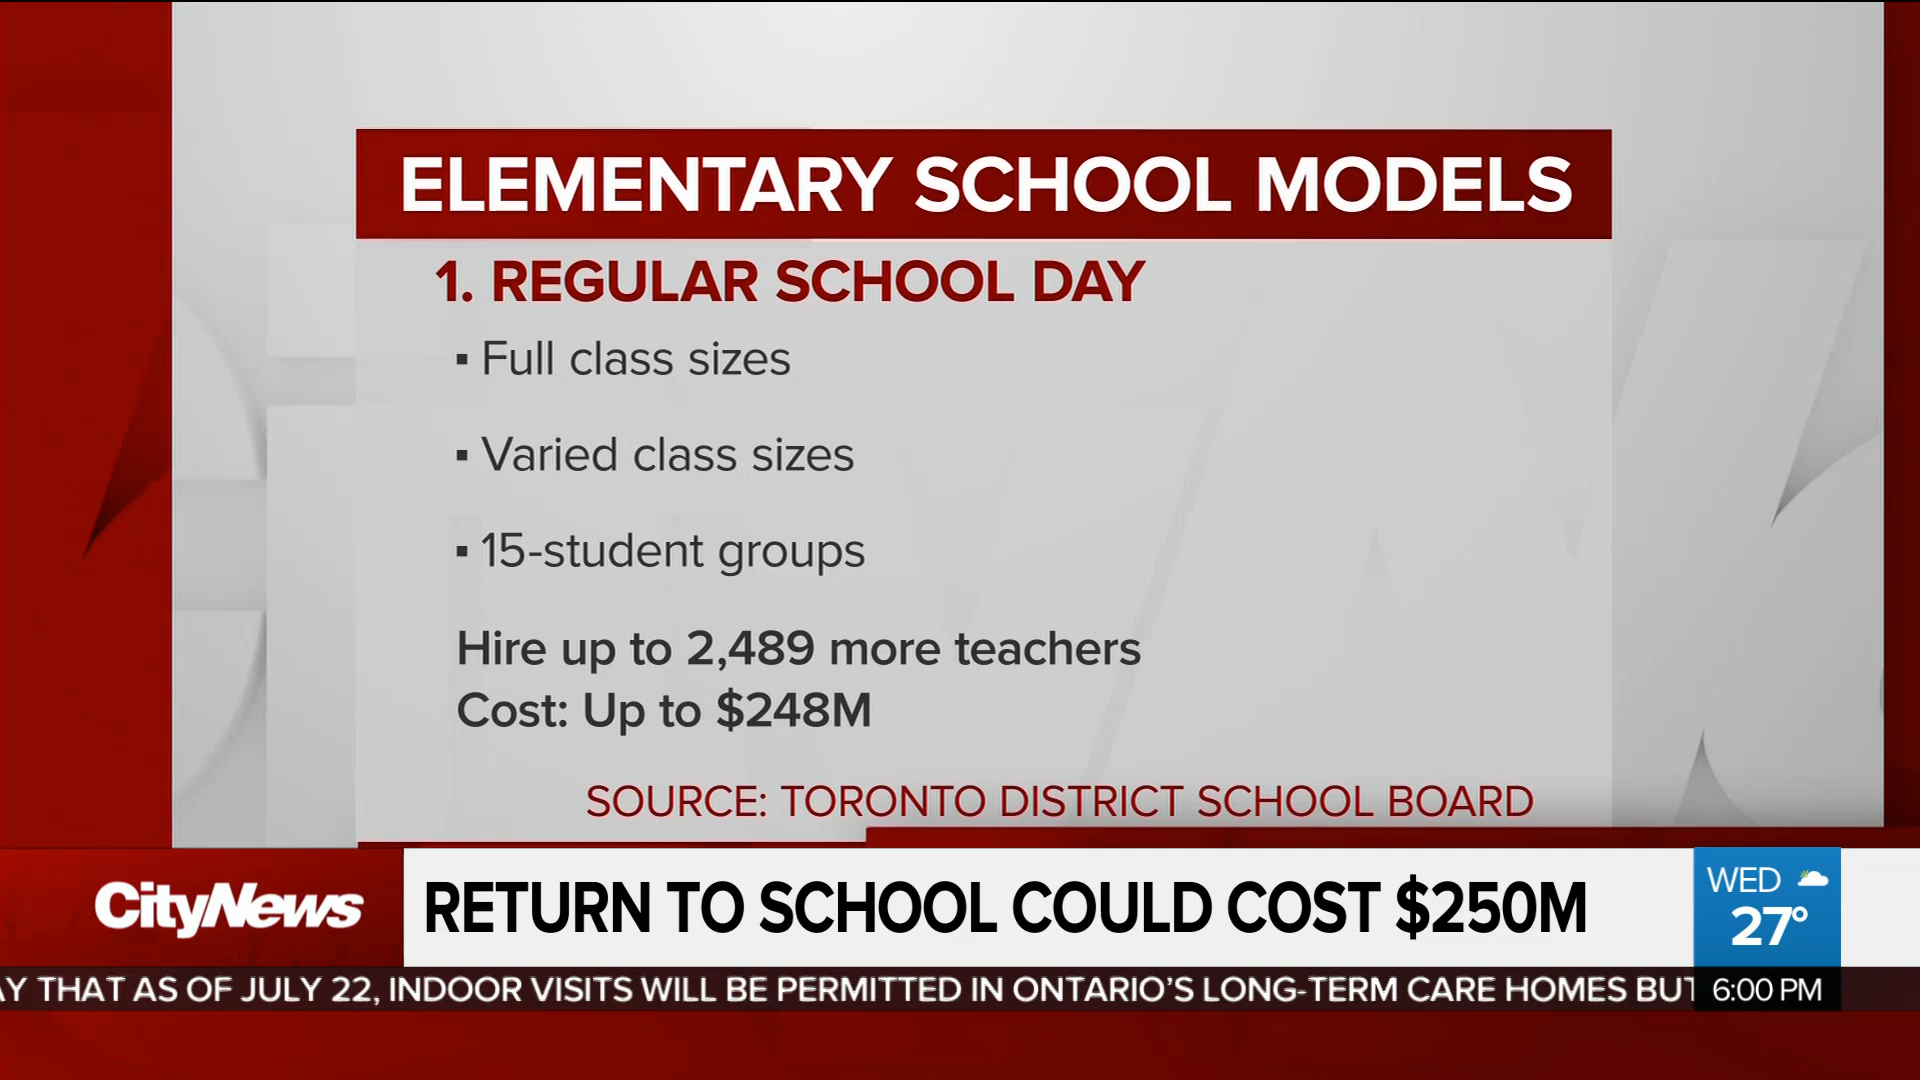 ELEMENTARY SCHOOL MODELS
1. REGULAR SCHOOL DAY
▪ Full class sizes
▪ Varied class sizes
▪ 15-student groups
Hire up to 2,489 more teachers
Cost: Up to $248M
SOURCE: TORONTO DISTRICT SCHOOL BOARD
CityNews
RETURN TO SCHOOL COULD COST $250M
WED
27°
THAT AS OF JULY 22, INDOOR VISITS WILL BE PERMITTED IN ONTARIO'S LONG-TERM CARE HOMES BUT
6:00 PM